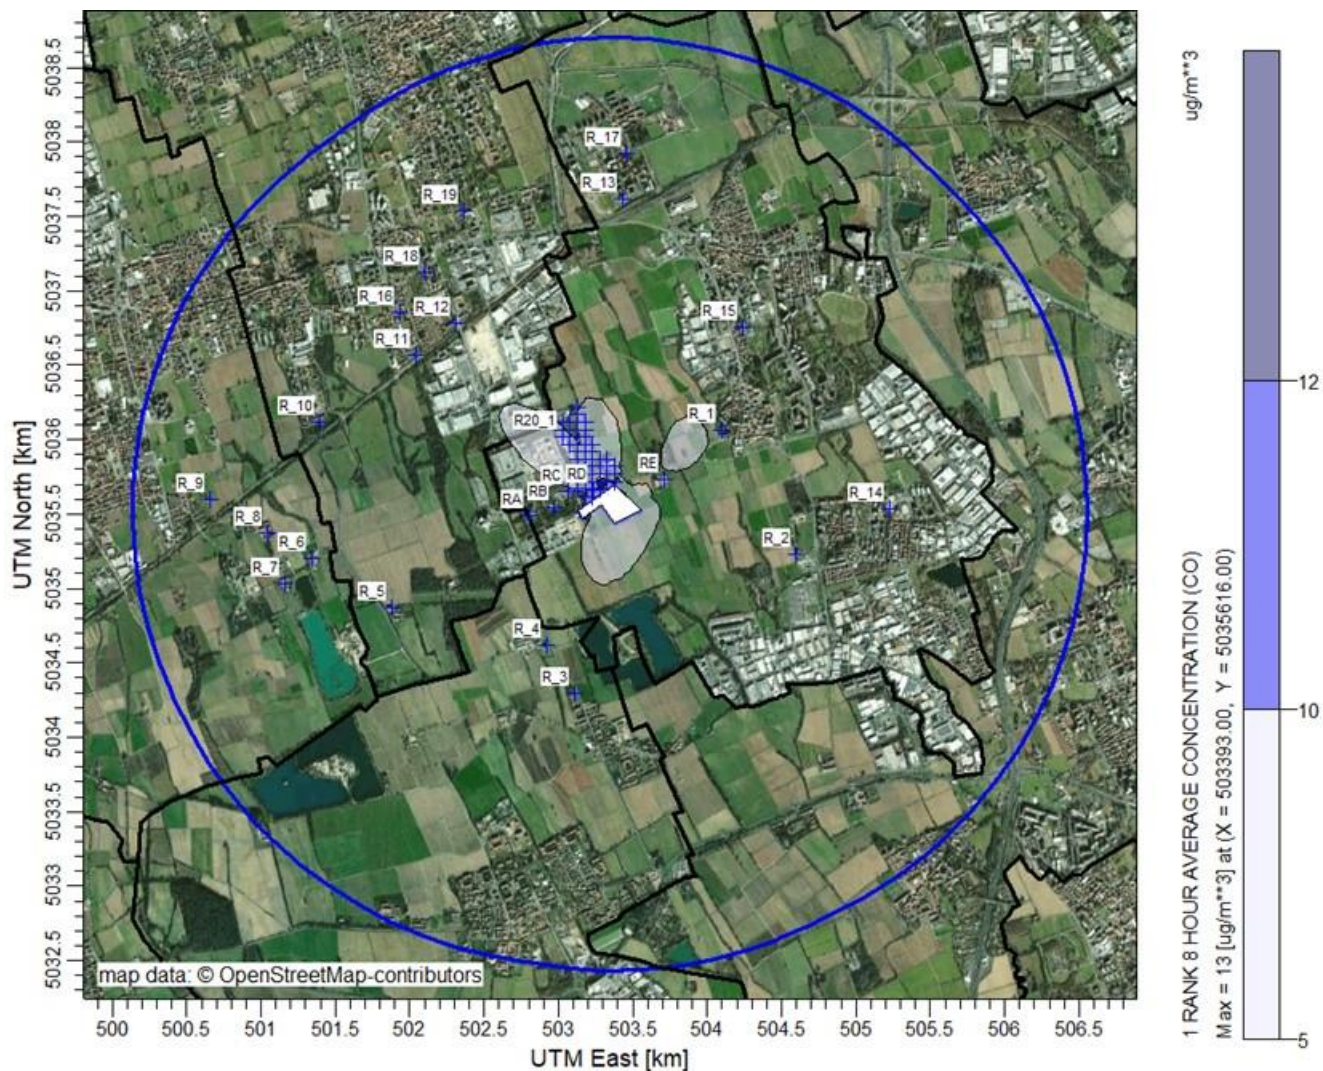 5038.5
5038
5037.5
5037
5036.5
5036
5035.5
5035
5034.5
5034
5033.5
5033
5032.5
UTM North [km]
R_17
R_13
R_19
R_18
R_16
R_12
R_11
R_15
R_10
R20_1
R_1
RE
RC
RD
RB
RA
R_9
R_8
R_6
R_7
R_5
R_14
R_2
R_4
R_3
map data: © OpenStreetMap-contributors
500
500.5
501
501.5
502
502.5
503
503.5
504
504.5
505
505.5
506
506.5
UTM East [km]
ug/m**3
1 RANK 8 HOUR AVERAGE CONCENTRATION (CO)
Max = 13 [ug/m**3] at (X = 503393.00, Y = 5035616.00)
12
10
5